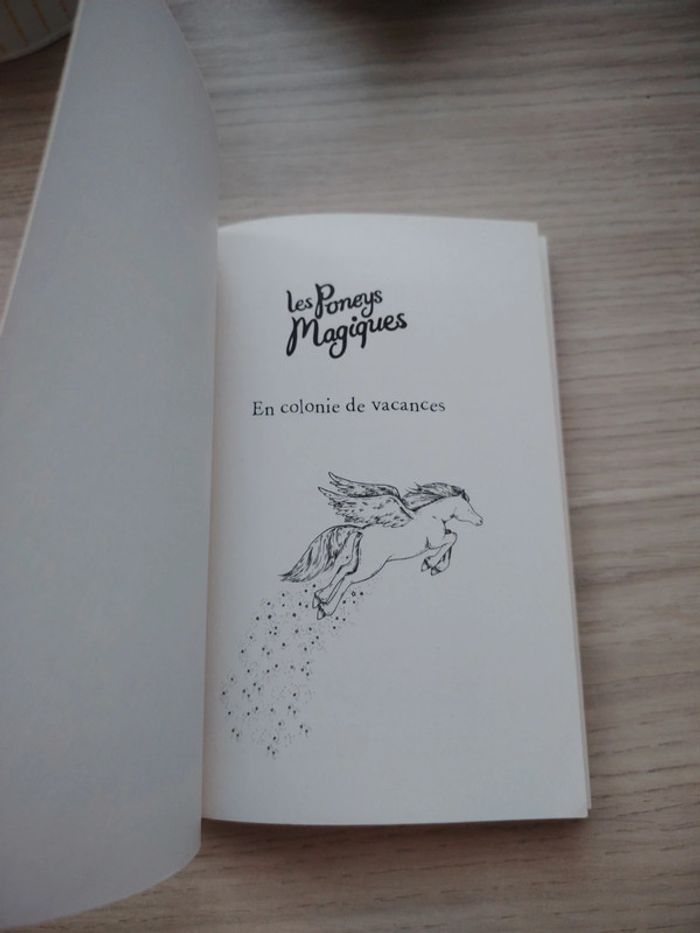 les Poneys
Magiques
En colonie de vacances